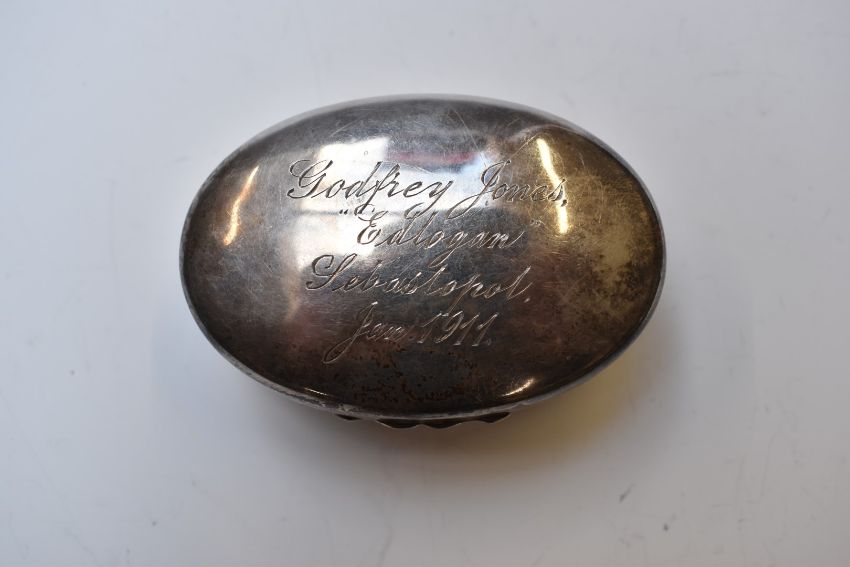 Godfrey Jones,
"Edlogan"
Sebastopol,
Jan. 1911.